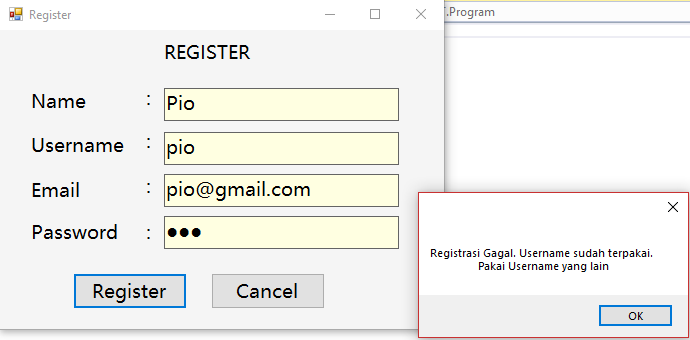 Register
.Program
REGISTER
Name : Pio
Username : pio
Email : pio@gmail.com
Password : ●●●
Register Cancel
Registrasi Gagal. Username sudah terpakai.
Pakai Username yang lain
OK